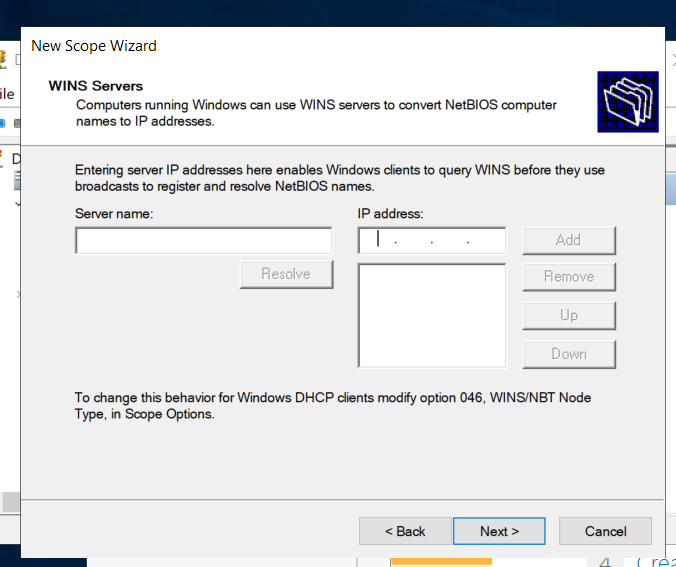 New Scope Wizard
WINS Servers
Computers running Windows can use WINS servers to convert NetBIOS computer
names to IP addresses.
Entering server IP addresses here enables Windows clients to query WINS before they use
broadcasts to register and resolve NetBIOS names.
Server name:
IP address:
. . .
Add
Resolve
Remove
Up
Down
To change this behavior for Windows DHCP clients modify option 046, WINS/NBT Node
Type, in Scope Options.
< Back
Next >
Cancel